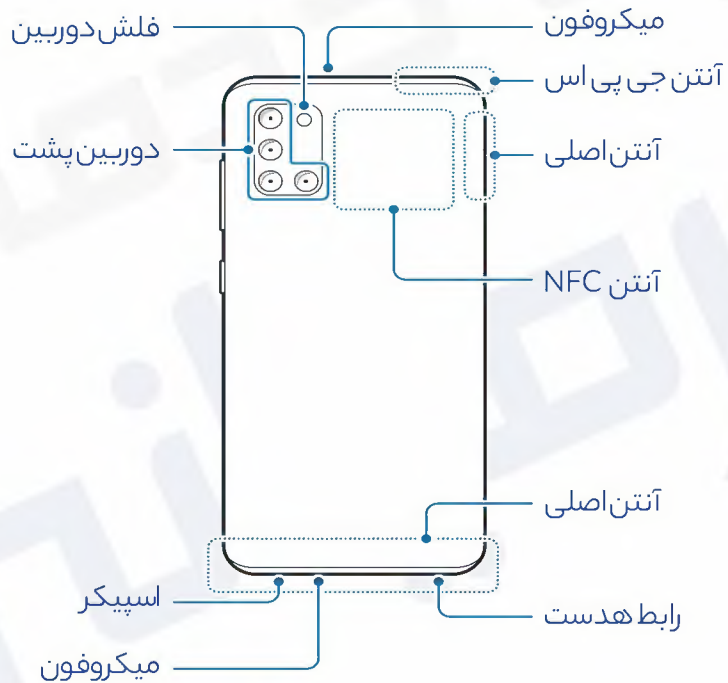 میکروفون
فلش دوربین
آنتن جی پی اس
دوربین پشت
آنتن اصلی
آنتن NFC
آنتن اصلی
اسپیکر
رابط هدست
میکروفون